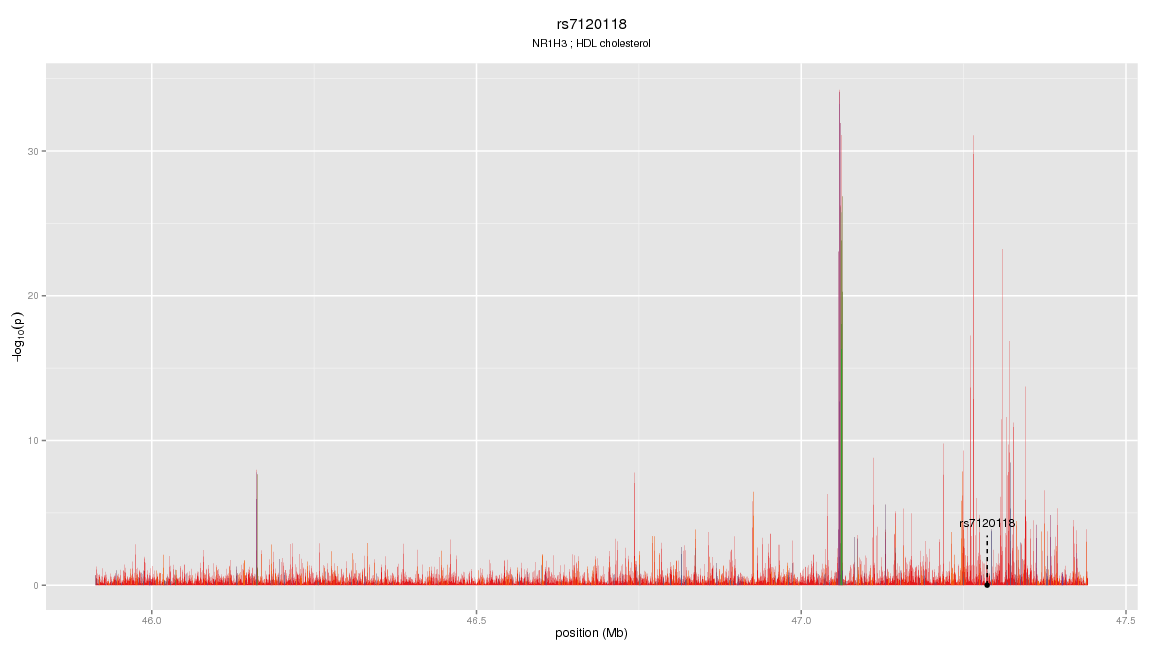 rs7120118
NR1H3 ; HDL cholesterol
30
20
10
0
−log10(p)
rs7120118
46.0 46.5 47.0 47.5
position (Mb)